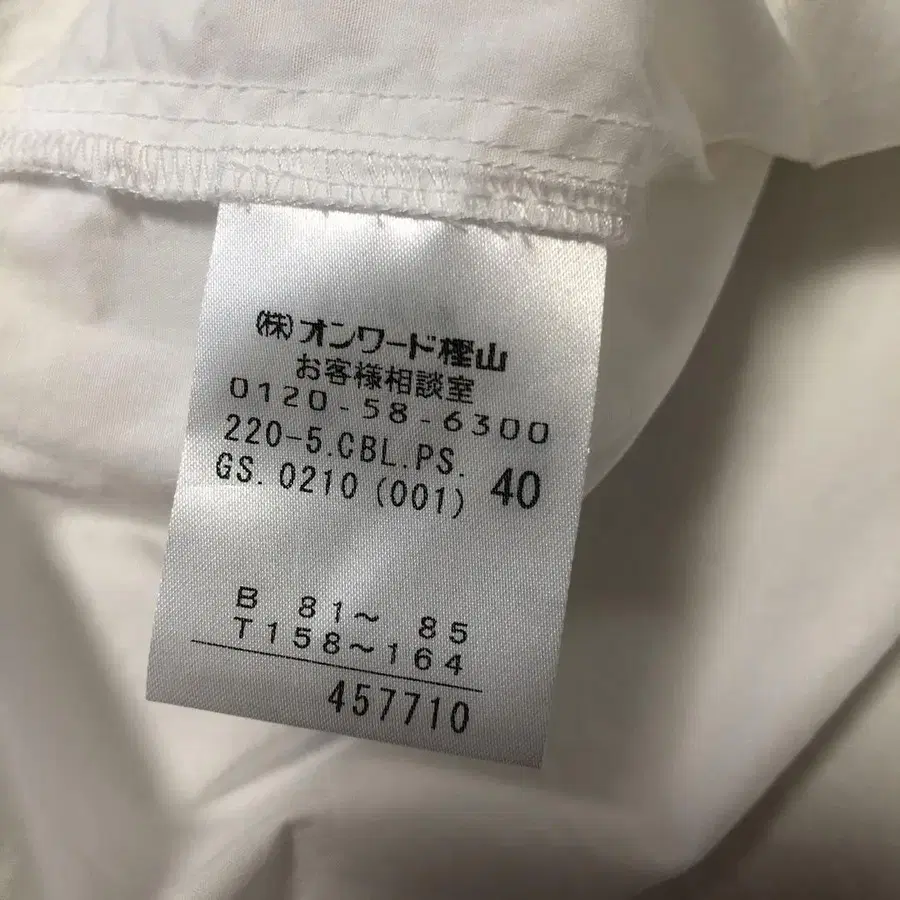 (株)オンワード樫山
お客様相談室
0120-58-6300
220-5.CBL.PS.
GS.0210(001) 40
B 81~ 85
T158~164
457710